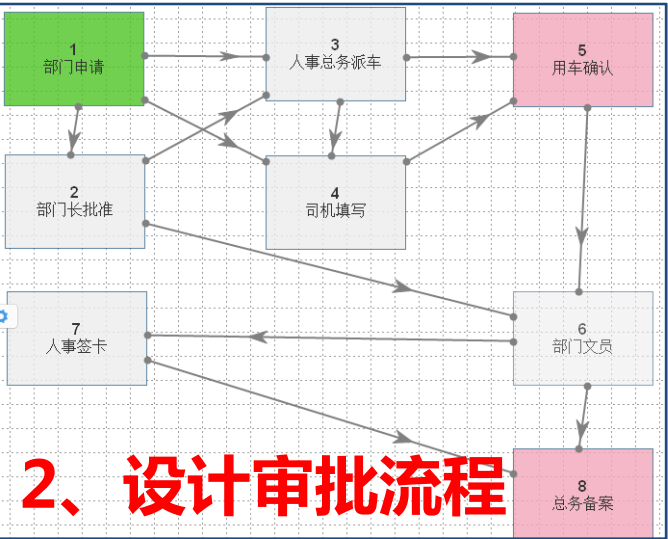 1
部门申请
3
人事总务派车
5
用车确认
2
部门长批准
4
司机填写
7
人事签卡
6
部门文员
2、设计审批流程
8
总务备案